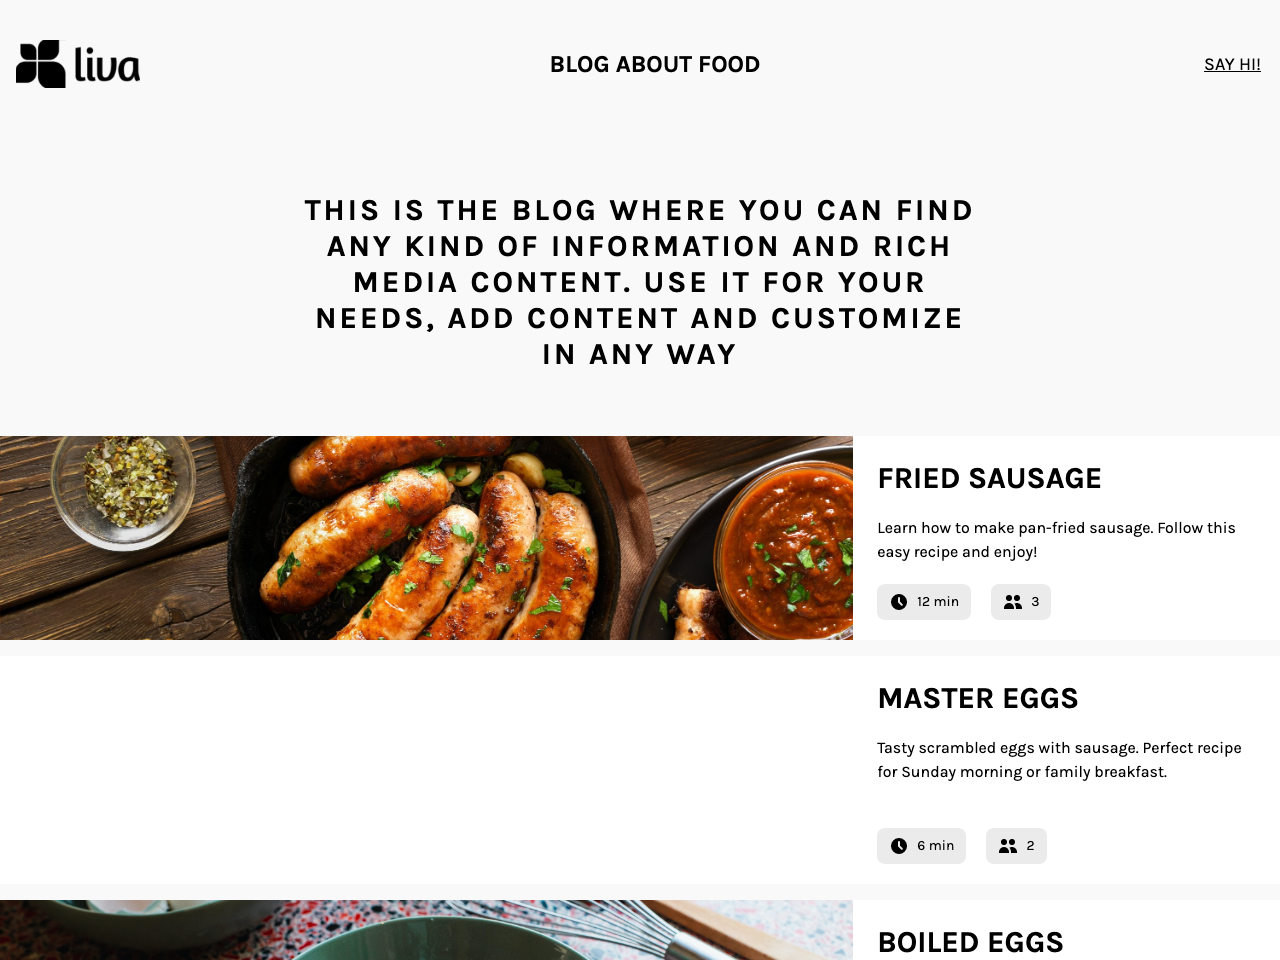 liva
BLOG ABOUT FOOD
SAY HI!
THIS IS THE BLOG WHERE YOU CAN FIND
ANY KIND OF INFORMATION AND RICH
MEDIA CONTENT. USE IT FOR YOUR
NEEDS, ADD CONTENT AND CUSTOMIZE
IN ANY WAY
FRIED SAUSAGE
Learn how to make pan-fried sausage. Follow this
easy recipe and enjoy!
12 min
3
MASTER EGGS
Tasty scrambled eggs with sausage. Perfect recipe
for Sunday morning or family breakfast.
6 min
2
BOILED EGGS